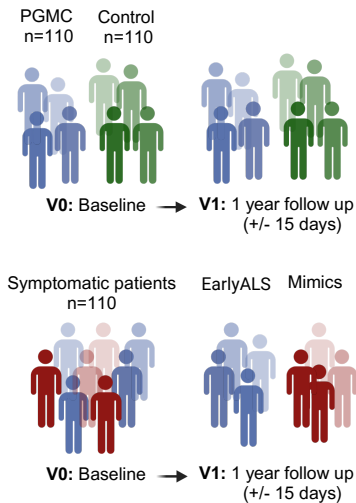 PGMC
n=110
Control
n=110
V0: Baseline
V1: 1 year follow up
(+/- 15 days)
Symptomatic patients
n=110
EarlyALS
Mimics
V0: Baseline
V1: 1 year follow up
(+/- 15 days)